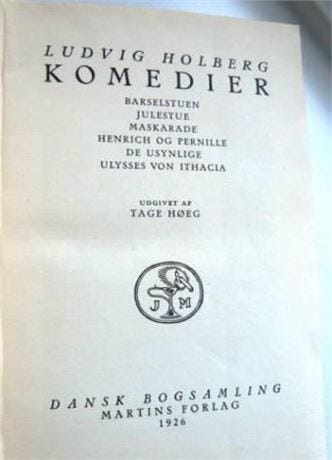 LUDVIG HOLBERG
KOMEDIER
BARSELSTUEN
JULESTUE
MASKARADE
HENRICH OG PERNILLE
DE USYNLIGE
ULYSSES VON ITHACIA
UDGIVET AF
TAGE HØEG
J M
DANSK BOGSAMLING
MARTINS FORLAG
1926